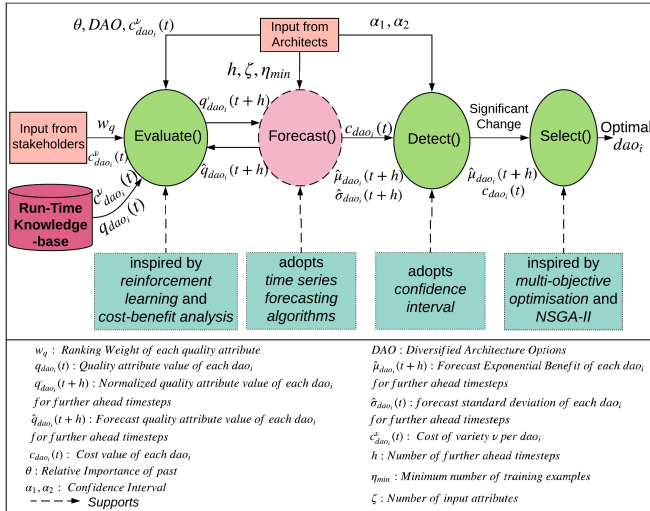 θ, DAO, c^ν_{dao_i}(t)
Input from
Architects
α_1, α_2
h, ζ, η_{min}
Input from
stakeholders
w_q
c^ν_{dao_i}(t)
Evaluate()
q'_{dao_i}(t + h)
q̂_{dao_i}(t + h)
Forecast()
c_{dao_i}(t)
μ̂_{dao_i}(t + h)
σ̂_{dao_i}(t + h)
Detect()
Significant
Change
μ̂_{dao_i}(t + h)
c_{dao_i}(t)
Select()
Optimal
dao_i
Run-Time
Knowledge
-base
c^ν_{dao_i}(t)
q_{dao_i}(t)
inspired by
reinforcement
learning and
cost-benefit analysis
adopts
time series
forecasting
algorithms
adopts
confidence
interval
inspired by
multi-objective
optimisation and
NSGA-II
w_q : Ranking Weight of each quality attribute
q_{dao_i}(t) : Quality attribute value of each dao_i
q'_{dao_i}(t + h) : Normalized quality attribute value of each dao_i
for further ahead timesteps
q̂_{dao_i}(t + h) : Forecast quality attribute value of each dao_i
for further ahead timesteps
c_{dao_i}(t) : Cost value of each dao_i
θ : Relative Importance of past
α_1, α_2 : Confidence Interval
Supports
DAO : Diversified Architecture Options
μ̂_{dao_i}(t + h) : Forecast Exponential Benefit of each dao_i
for further ahead timesteps
σ̂_{dao_i}(t) : forecast standard deviation of each dao_i
for further ahead timesteps
c^ν_{dao_i}(t) : Cost of variety ν per dao_i
h : Number of further ahead timesteps
η_{min} : Minimum number of training examples
ζ : Number of input attributes